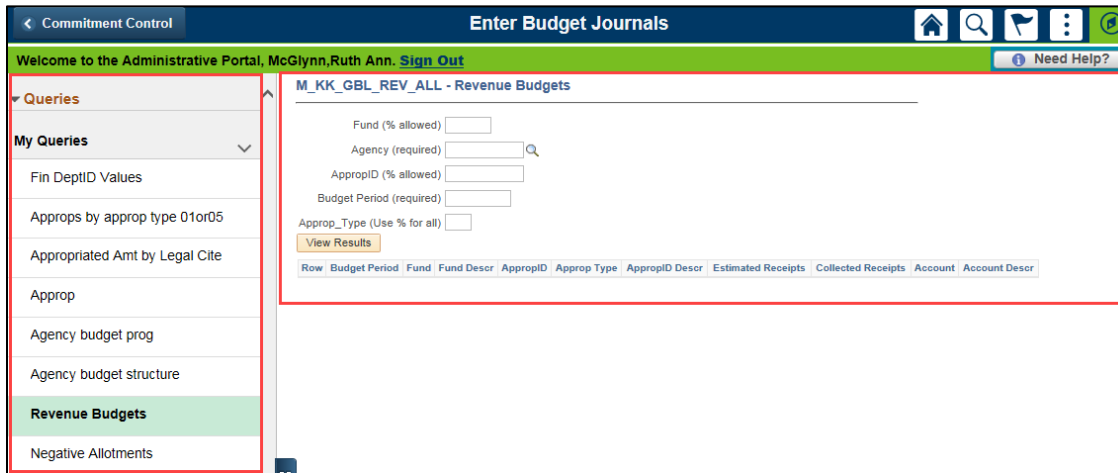 Commitment Control
Enter Budget Journals
Welcome to the Administrative Portal, McGlynn,Ruth Ann. Sign Out
Need Help?
Queries
My Queries
Fin DeptID Values
Approps by approp type 01or05
Appropriated Amt by Legal Cite
Approp
Agency budget prog
Agency budget structure
Revenue Budgets
Negative Allotments
M_KK_GBL_REV_ALL - Revenue Budgets
Fund (% allowed)
Agency (required)
AppropID (% allowed)
Budget Period (required)
Approp_Type (Use % for all)
View Results
Row Budget Period Fund Fund Descr AppropID Approp Type AppropID Descr Estimated Receipts Collected Receipts Account Account Descr